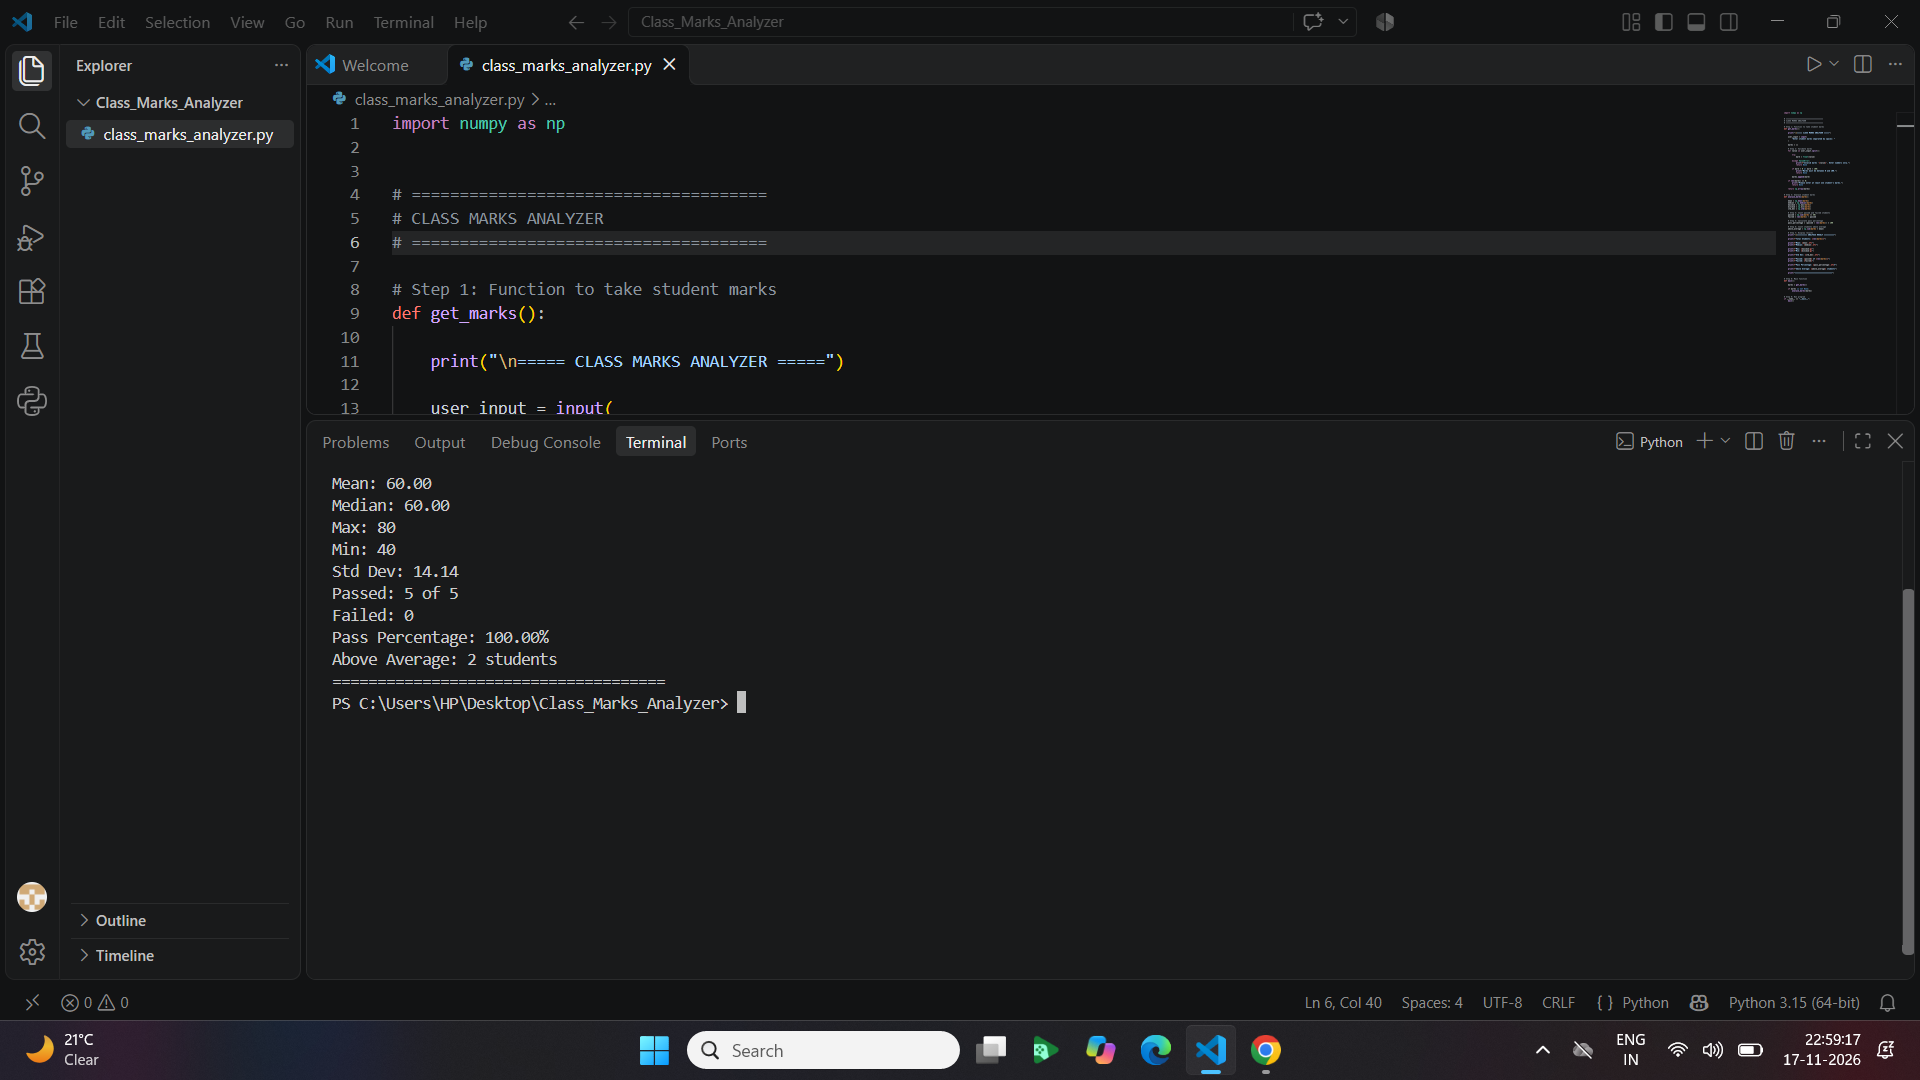 File Edit Selection View Go Run Terminal Help
Class_Marks_Analyzer
Explorer
Class_Marks_Analyzer
class_marks_analyzer.py
Outline
Timeline
Welcome
class_marks_analyzer.py
class_marks_analyzer.py > ...
1 import numpy as np
2
3
4 # =====================================
5 # CLASS MARKS ANALYZER
6 # =====================================
7
8 # Step 1: Function to take student marks
9 def get_marks():
10
11 print("\n===== CLASS MARKS ANALYZER =====")
12
13 user_input = input(
Problems Output Debug Console Terminal Ports
Python
Mean: 60.00
Median: 60.00
Max: 80
Min: 40
Std Dev: 14.14
Passed: 5 of 5
Failed: 0
Pass Percentage: 100.00%
Above Average: 2 students
=====================================
PS C:\Users\HP\Desktop\Class_Marks_Analyzer>
0 0
Ln 6, Col 40 Spaces: 4 UTF-8 CRLF { } Python Python 3.15 (64-bit)
21°C
Clear
Search
ENG
IN
22:59:17
17-11-2026